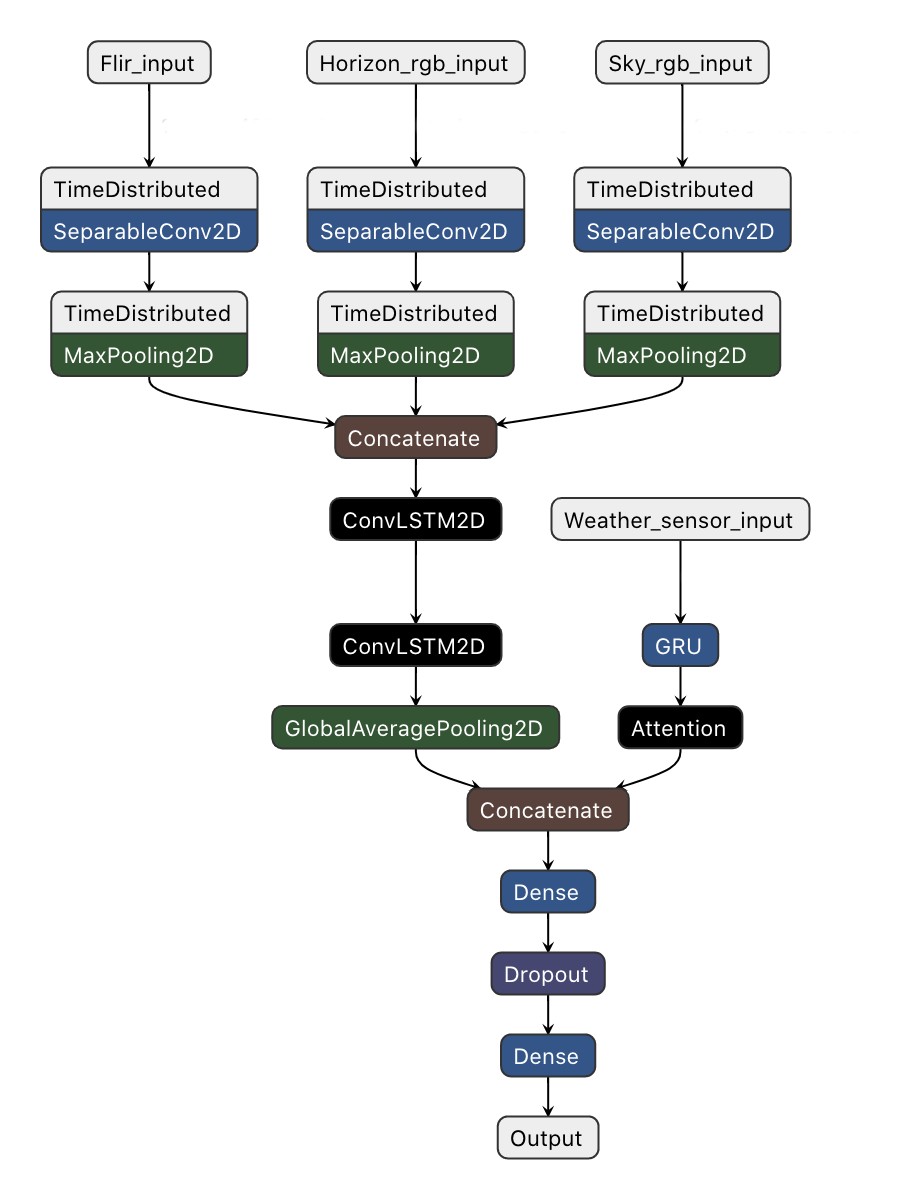 Flir_input
Horizon_rgb_input
Sky_rgb_input
TimeDistributed
SeparableConv2D
TimeDistributed
SeparableConv2D
TimeDistributed
SeparableConv2D
TimeDistributed
MaxPooling2D
TimeDistributed
MaxPooling2D
TimeDistributed
MaxPooling2D
Concatenate
ConvLSTM2D
Weather_sensor_input
ConvLSTM2D
GRU
GlobalAveragePooling2D
Attention
Concatenate
Dense
Dropout
Dense
Output